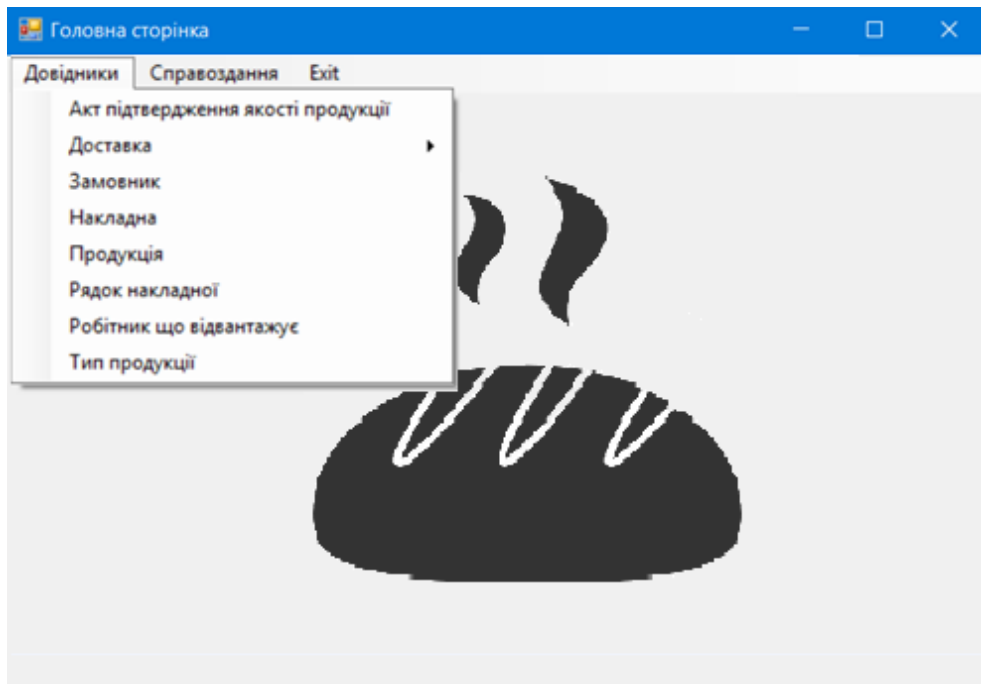 Головна сторінка
Довідники Справоздання Exit
Акт підтвердження якості продукції
Доставка
Замовник
Накладна
Продукція
Рядок накладної
Робітник що відвантажує
Тип продукції